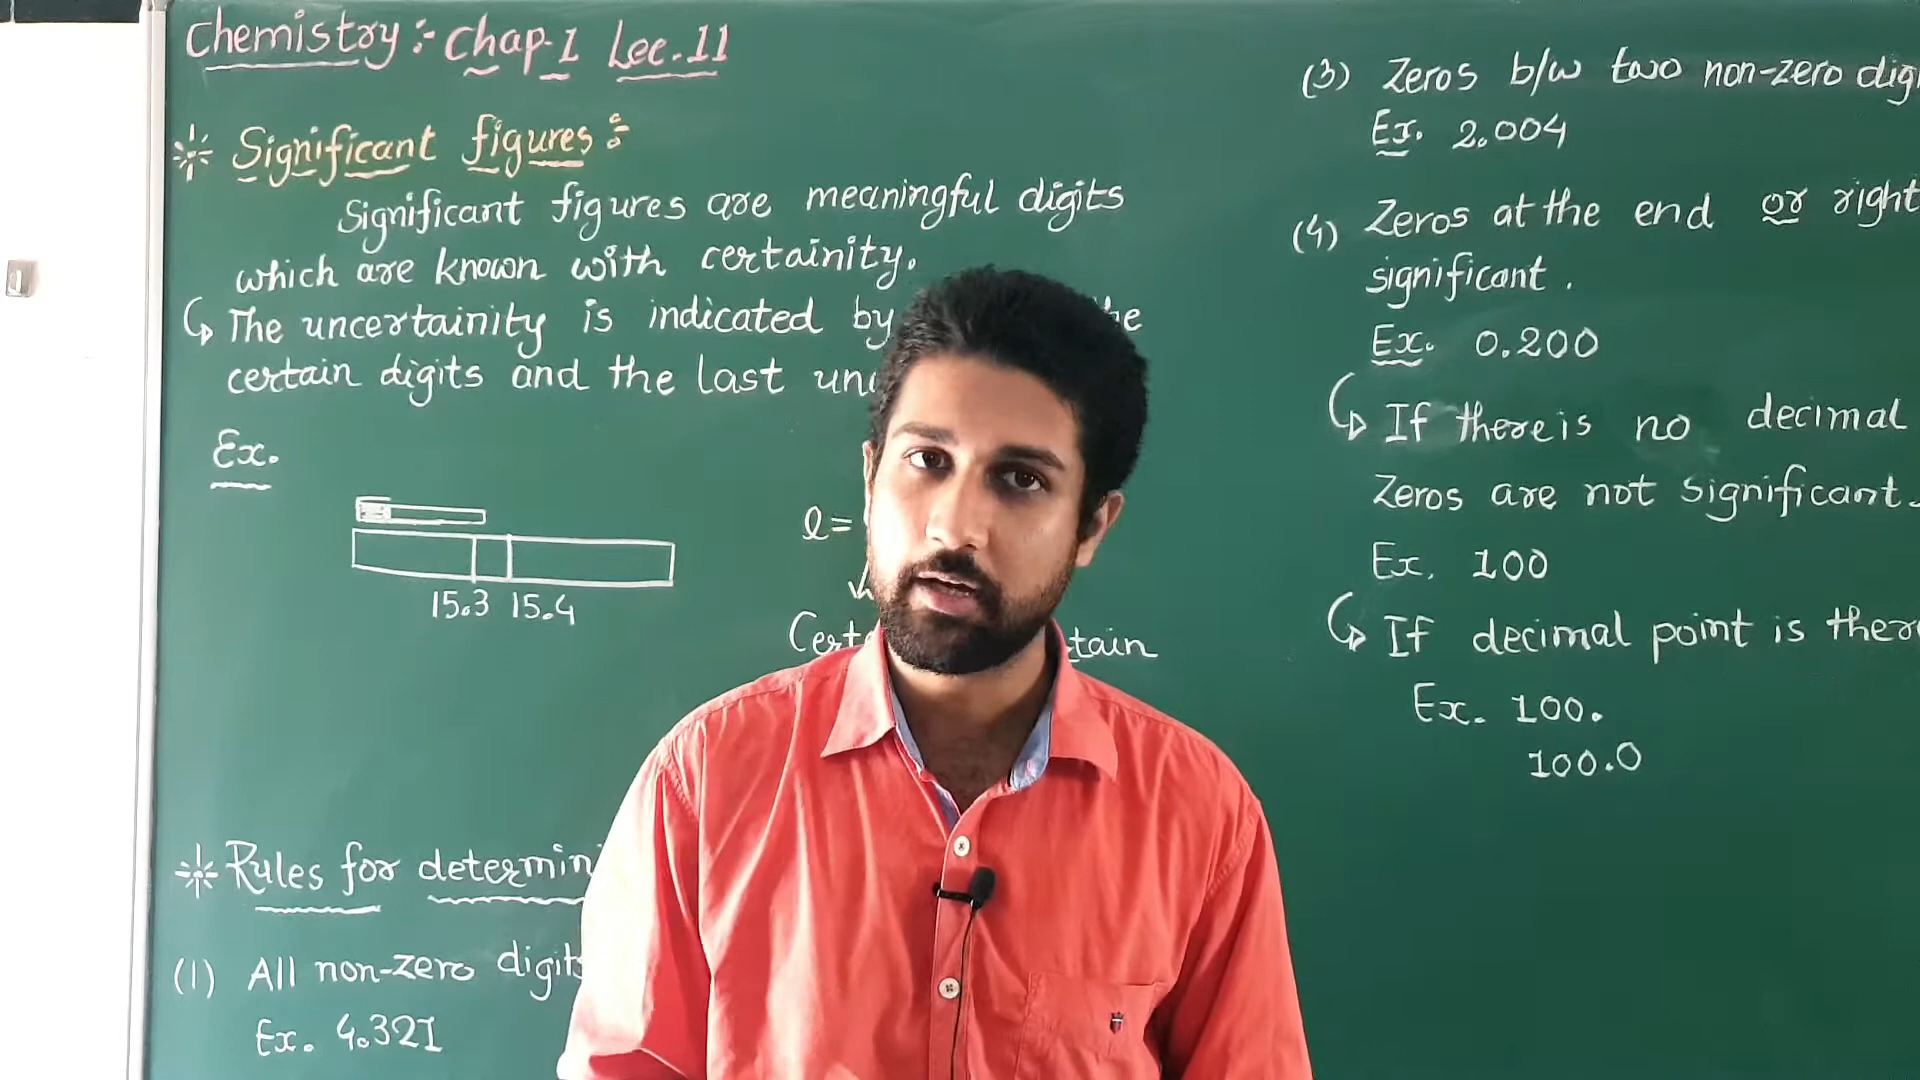 Chemistry :- Chap-1 Lec.11
Significant figures :-
Significant figures are meaningful digits
which are known with certainity.
The uncertainity is indicated by
certain digits and the last
Ex.
15.3 15.4
l=
Rules for
(1) All non-zero
Ex. 4.321
(3) Zeros b/w two non-zero
Ex. 2.004
(4) Zeros at the end or right
significant.
Ex. 0.200
If there is no decimal
Zeros are not significant.
Ex. 100
If decimal point is
Ex. 100.
100.0